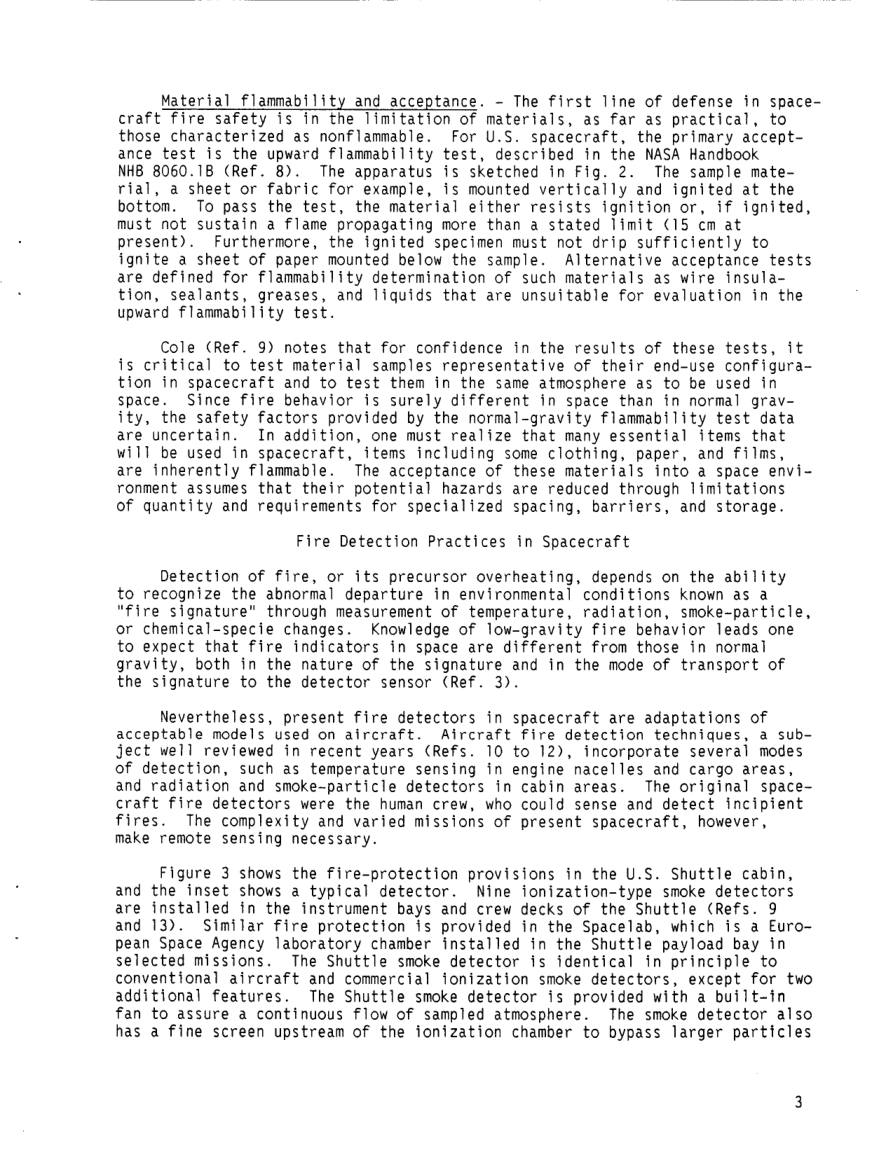 Material flammability and acceptance. - The first line of defense in space-
craft fire safety is in the limitation of materials, as far as practical, to
those characterized as nonflammable. For U.S. spacecraft, the primary accept-
ance test is the upward flammability test, described in the NASA Handbook
NHB 8060.1B (Ref. 8). The apparatus is sketched in Fig. 2. The sample mate-
rial, a sheet or fabric for example, is mounted vertically and ignited at the
bottom. To pass the test, the material either resists ignition or, if ignited,
must not sustain a flame propagating more than a stated limit (15 cm at
present). Furthermore, the ignited specimen must not drip sufficiently to
ignite a sheet of paper mounted below the sample. Alternative acceptance tests
are defined for flammability determination of such materials as wire insula-
tion, sealants, greases, and liquids that are unsuitable for evaluation in the
upward flammability test.
Cole (Ref. 9) notes that for confidence in the results of these tests, it
is critical to test material samples representative of their end-use configura-
tion in spacecraft and to test them in the same atmosphere as to be used in
space. Since fire behavior is surely different in space than in normal grav-
ity, the safety factors provided by the normal-gravity flammability test data
are uncertain. In addition, one must realize that many essential items that
will be used in spacecraft, items including some clothing, paper, and films,
are inherently flammable. The acceptance of these materials into a space envi-
ronment assumes that their potential hazards are reduced through limitations
of quantity and requirements for specialized spacing, barriers, and storage.
Fire Detection Practices in Spacecraft
Detection of fire, or its precursor overheating, depends on the ability
to recognize the abnormal departure in environmental conditions known as a
"fire signature" through measurement of temperature, radiation, smoke-particle,
or chemical-specie changes. Knowledge of low-gravity fire behavior leads one
to expect that fire indicators in space are different from those in normal
gravity, both in the nature of the signature and in the mode of transport of
the signature to the detector sensor (Ref. 3).
Nevertheless, present fire detectors in spacecraft are adaptations of
acceptable models used on aircraft. Aircraft fire detection techniques, a sub-
ject well reviewed in recent years (Refs. 10 to 12), incorporate several modes
of detection, such as temperature sensing in engine nacelles and cargo areas,
and radiation and smoke-particle detectors in cabin areas. The original space-
craft fire detectors were the human crew, who could sense and detect incipient
fires. The complexity and varied missions of present spacecraft, however,
make remote sensing necessary.
Figure 3 shows the fire-protection provisions in the U.S. Shuttle cabin,
and the inset shows a typical detector. Nine ionization-type smoke detectors
are installed in the instrument bays and crew decks of the Shuttle (Refs. 9
and 13). Similar fire protection is provided in the Spacelab, which is a Euro-
pean Space Agency laboratory chamber installed in the Shuttle payload bay in
selected missions. The Shuttle smoke detector is identical in principle to
conventional aircraft and commercial ionization smoke detectors, except for two
additional features. The Shuttle smoke detector is provided with a built-in
fan to assure a continuous flow of sampled atmosphere. The smoke detector also
has a fine screen upstream of the ionization chamber to bypass larger particles
3